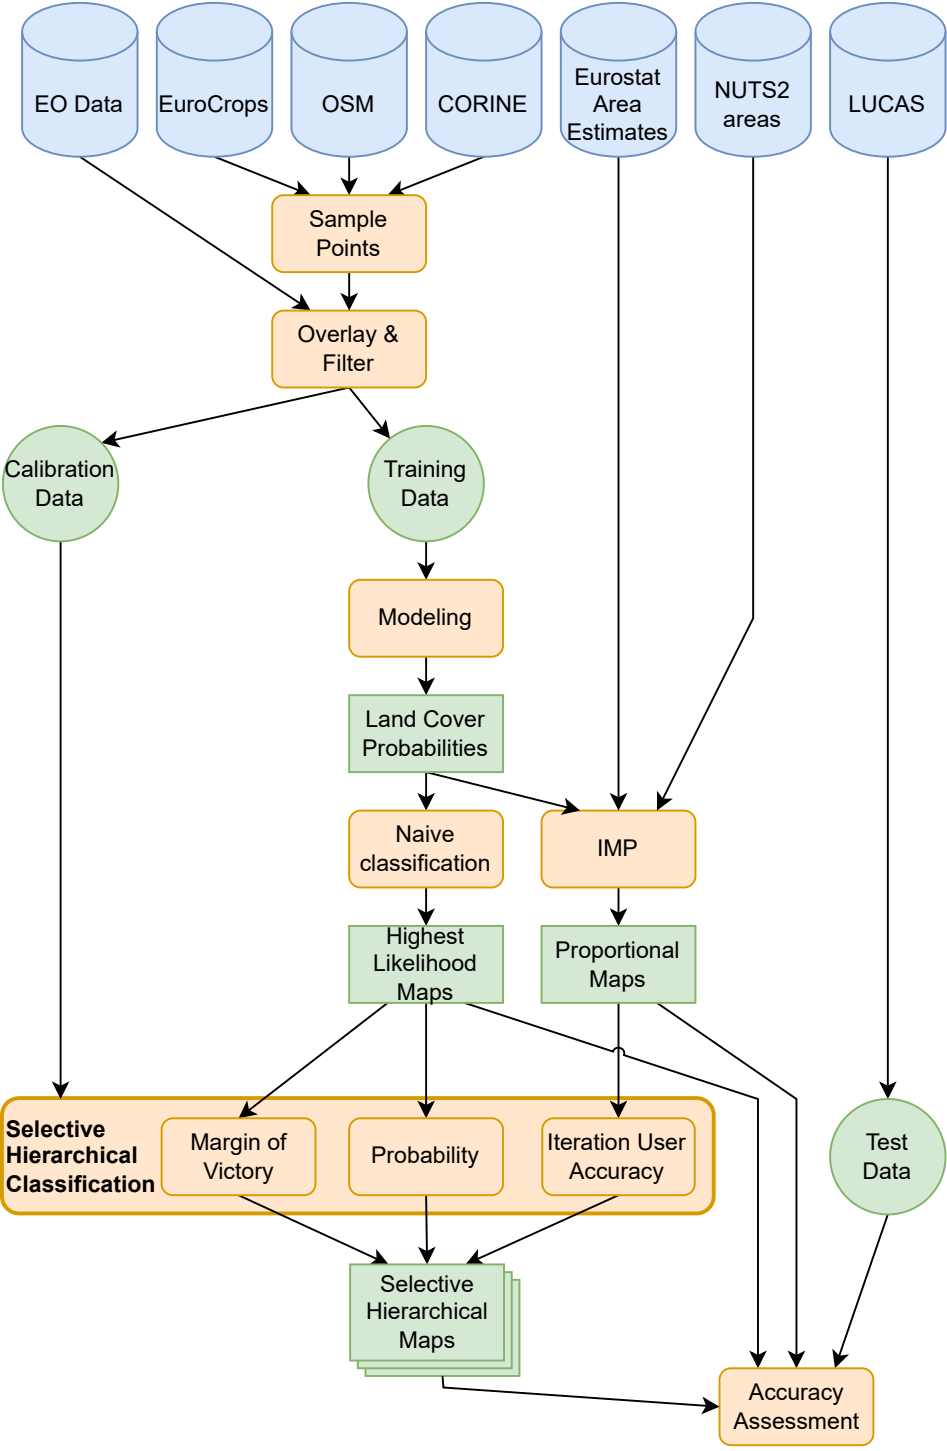 EO Data
EuroCrops
OSM
CORINE
Eurostat
Area
Estimates
NUTS2
areas
LUCAS
Sample
Points
Overlay &
Filter
Calibration
Data
Training
Data
Modeling
Land Cover
Probabilities
Naive
classification
IMP
Highest
Likelihood
Maps
Proportional
Maps
Selective
Hierarchical
Classification
Margin of
Victory
Probability
Iteration User
Accuracy
Test
Data
Selective
Hierarchical
Maps
Accuracy
Assessment